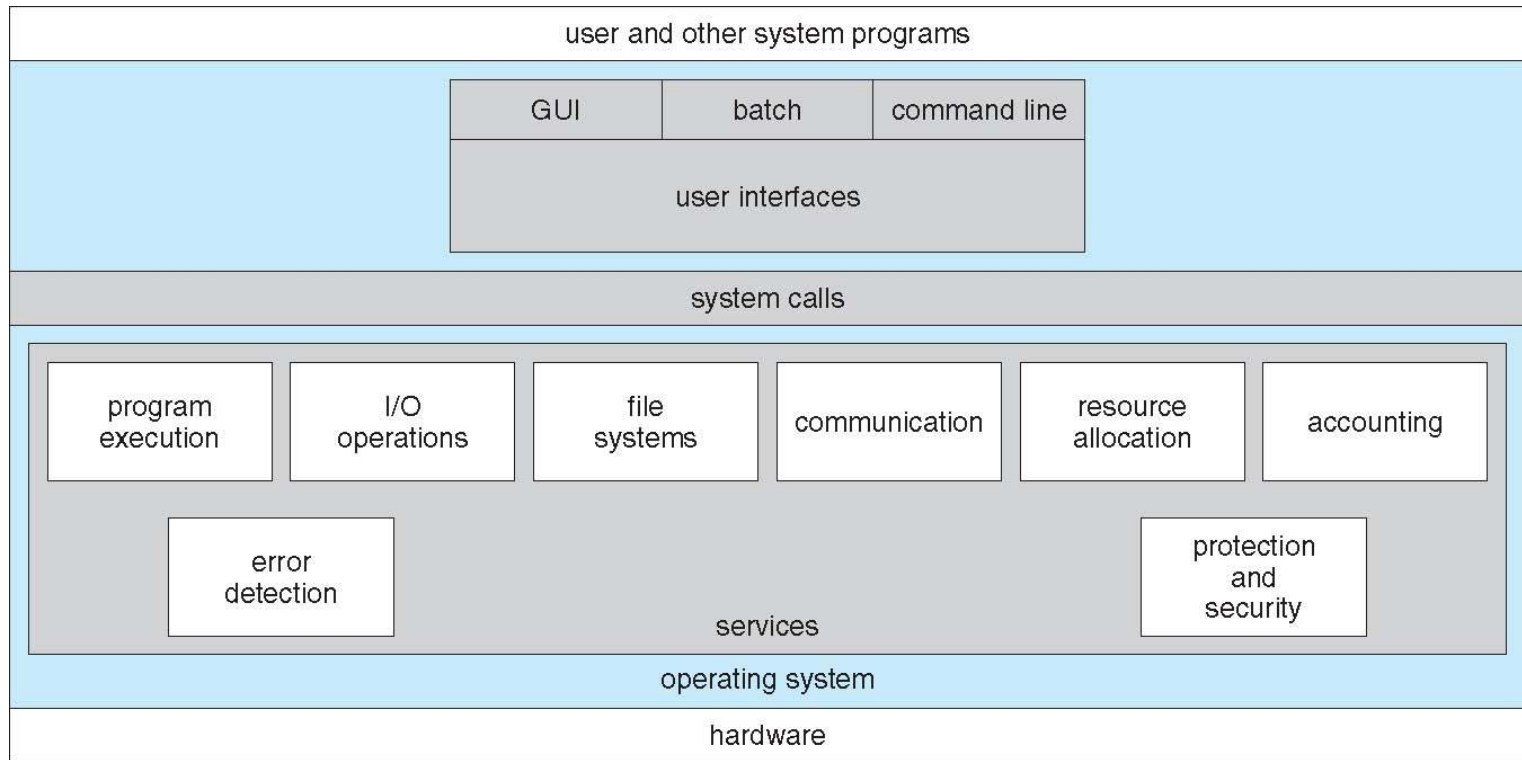 user and other system programs
GUI
batch
command line
user interfaces
system calls
program
execution
I/O
operations
file
systems
communication
resource
allocation
accounting
error
detection
protection
and
security
services
operating system
hardware